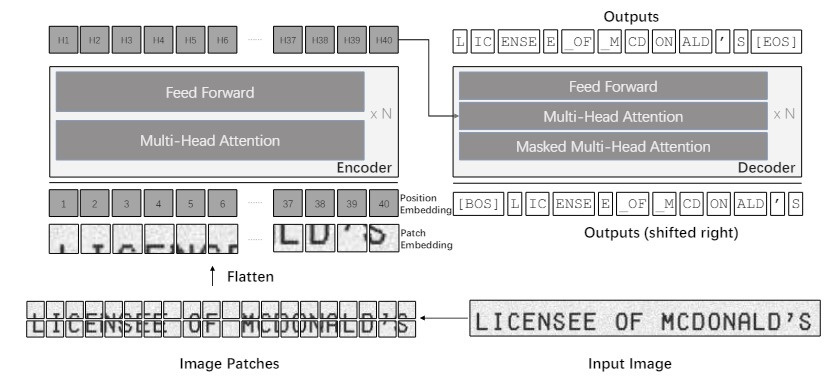 Outputs
H1 H2 H3 H4 H5 H6 ...... H37 H38 H39 H40
L IC ENSE E _OF _M CD ON ALD ' S [EOS]
Feed Forward
Multi-Head Attention
x N
Encoder
Feed Forward
Multi-Head Attention
Masked Multi-Head Attention
x N
Decoder
1 2 3 4 5 6 ...... 37 38 39 40
Position
Embedding
[BOS] L IC ENSE E _OF _M CD ON ALD ' S
LICENSE ...... LD'S
Patch
Embedding
Outputs (shifted right)
Flatten
LICENSEE OF MCDONALD'S
LICENSEE OF MCDONALD'S
Image Patches
Input Image